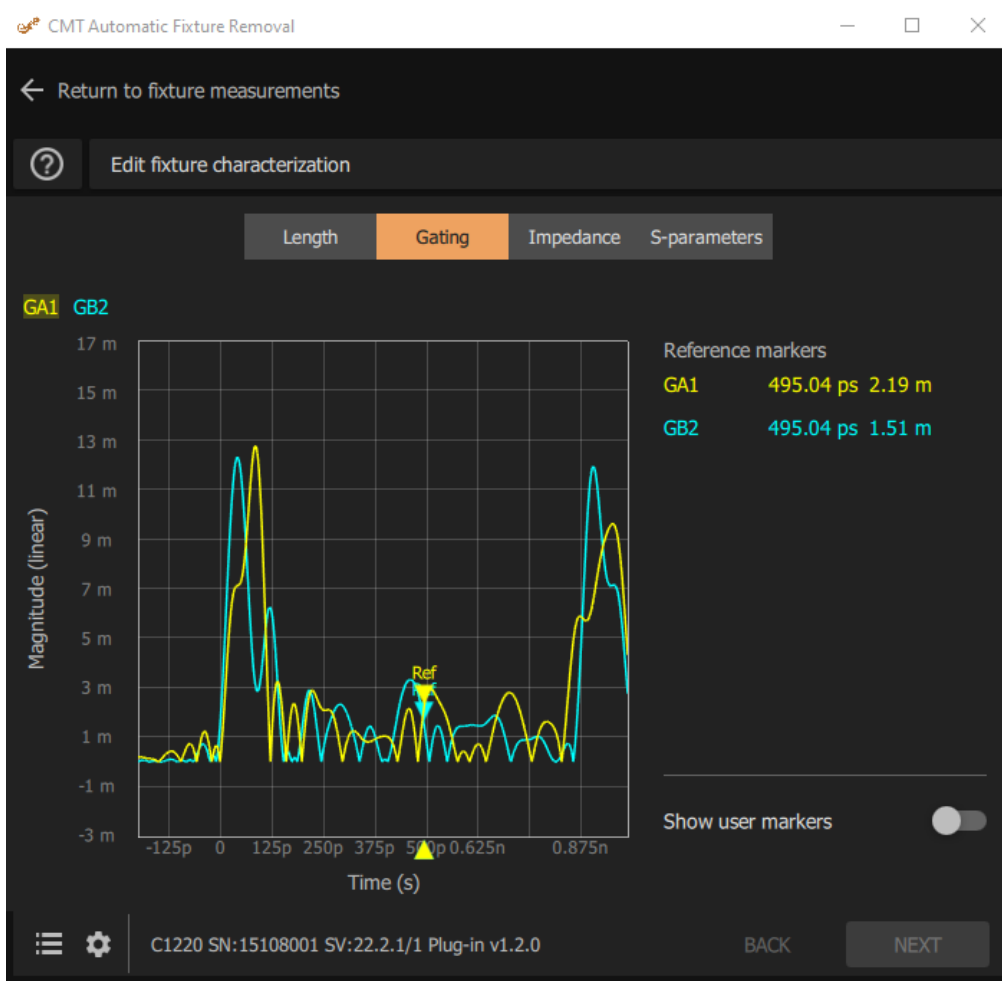 CMT Automatic Fixture Removal
Return to fixture measurements
Edit fixture characterization
Length Gating Impedance S-parameters
GA1 GB2
17 m
15 m
13 m
11 m
9 m
7 m
5 m
3 m
1 m
-1 m
-3 m
Magnitude (linear)
Ref
-125p 0 125p 250p 375p 500p 0.625n 0.875n
Time (s)
Reference markers
GA1 495.04 ps 2.19 m
GB2 495.04 ps 1.51 m
Show user markers
C1220 SN:15108001 SV:22.2.1/1 Plug-in v1.2.0
BACK NEXT